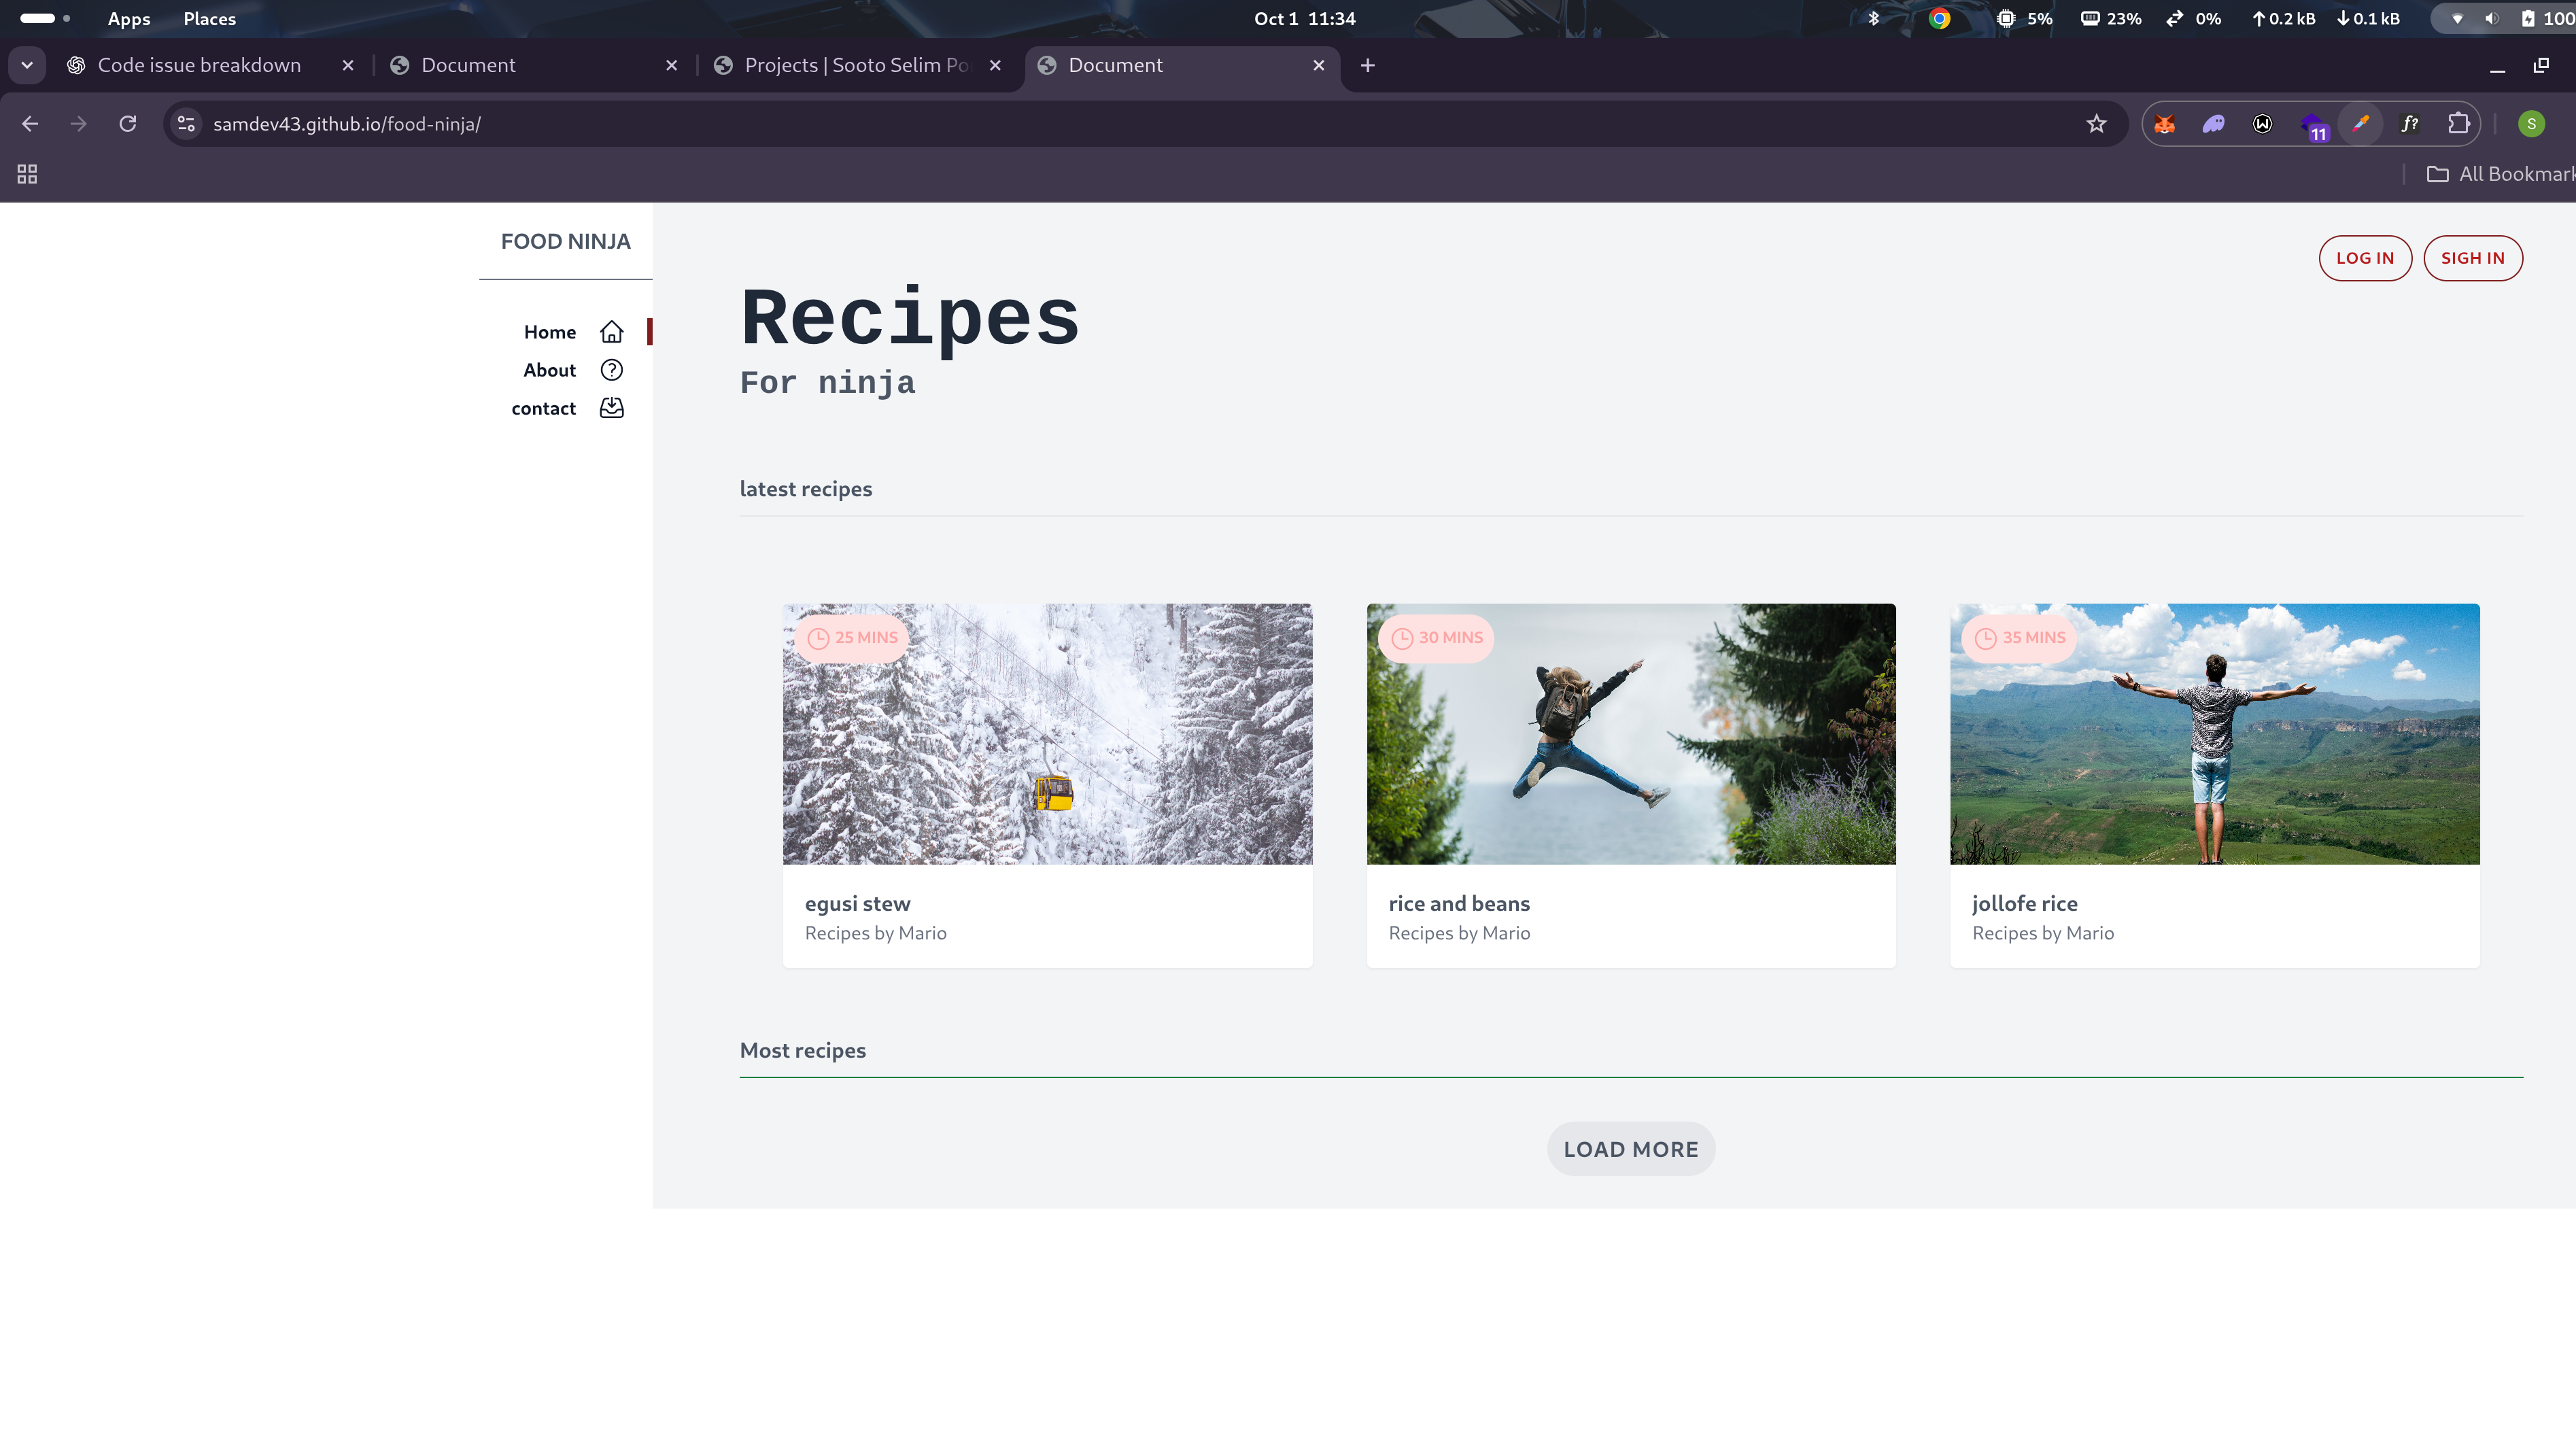 Apps Places Oct 1 11:34 5% 23% 0% 0.2 kB 0.1 kB 100
Code issue breakdown Document Projects | Sooto Selim Po Document
samdev43.github.io/food-ninja/ 11 f? S
All Bookmark
FOOD NINJA
LOG IN SIGH IN
Recipes
For ninja
Home
About
contact
latest recipes
25 MINS 30 MINS 35 MINS
egusi stew rice and beans jollofe rice
Recipes by Mario Recipes by Mario Recipes by Mario
Most recipes
LOAD MORE